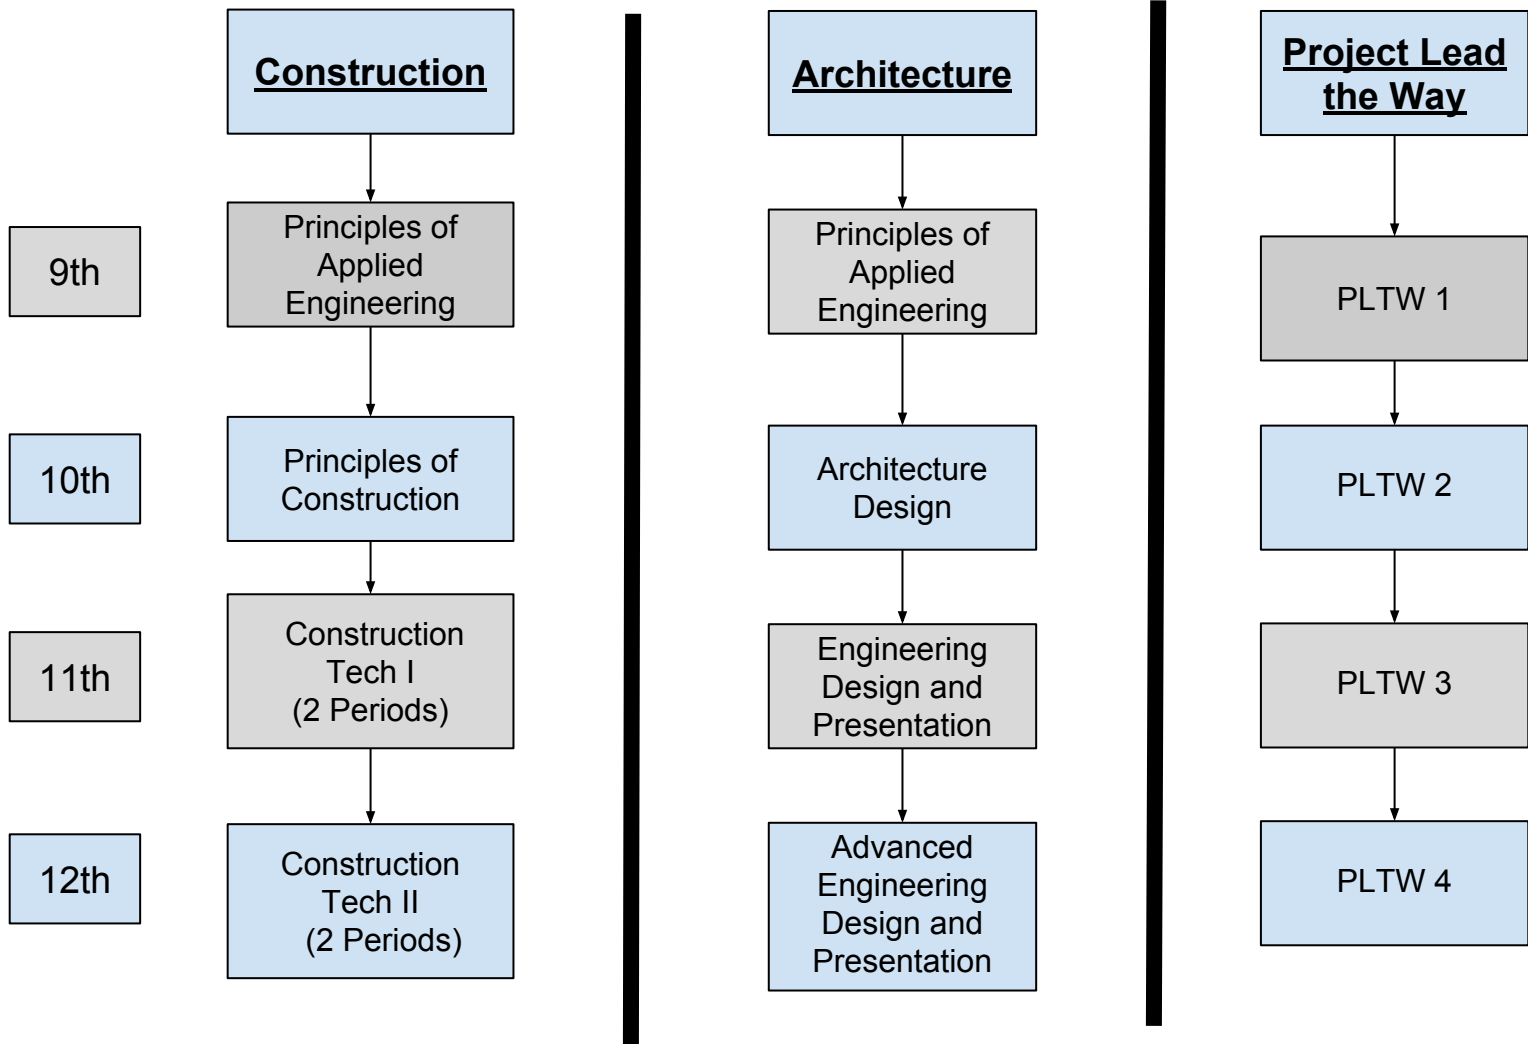 Construction
Architecture
Project Lead
the Way
9th
Principles of
Applied
Engineering
Principles of
Applied
Engineering
PLTW 1
10th
Principles of
Construction
Architecture
Design
PLTW 2
11th
Construction
Tech I
(2 Periods)
Engineering
Design and
Presentation
PLTW 3
12th
Construction
Tech II
(2 Periods)
Advanced
Engineering
Design and
Presentation
PLTW 4